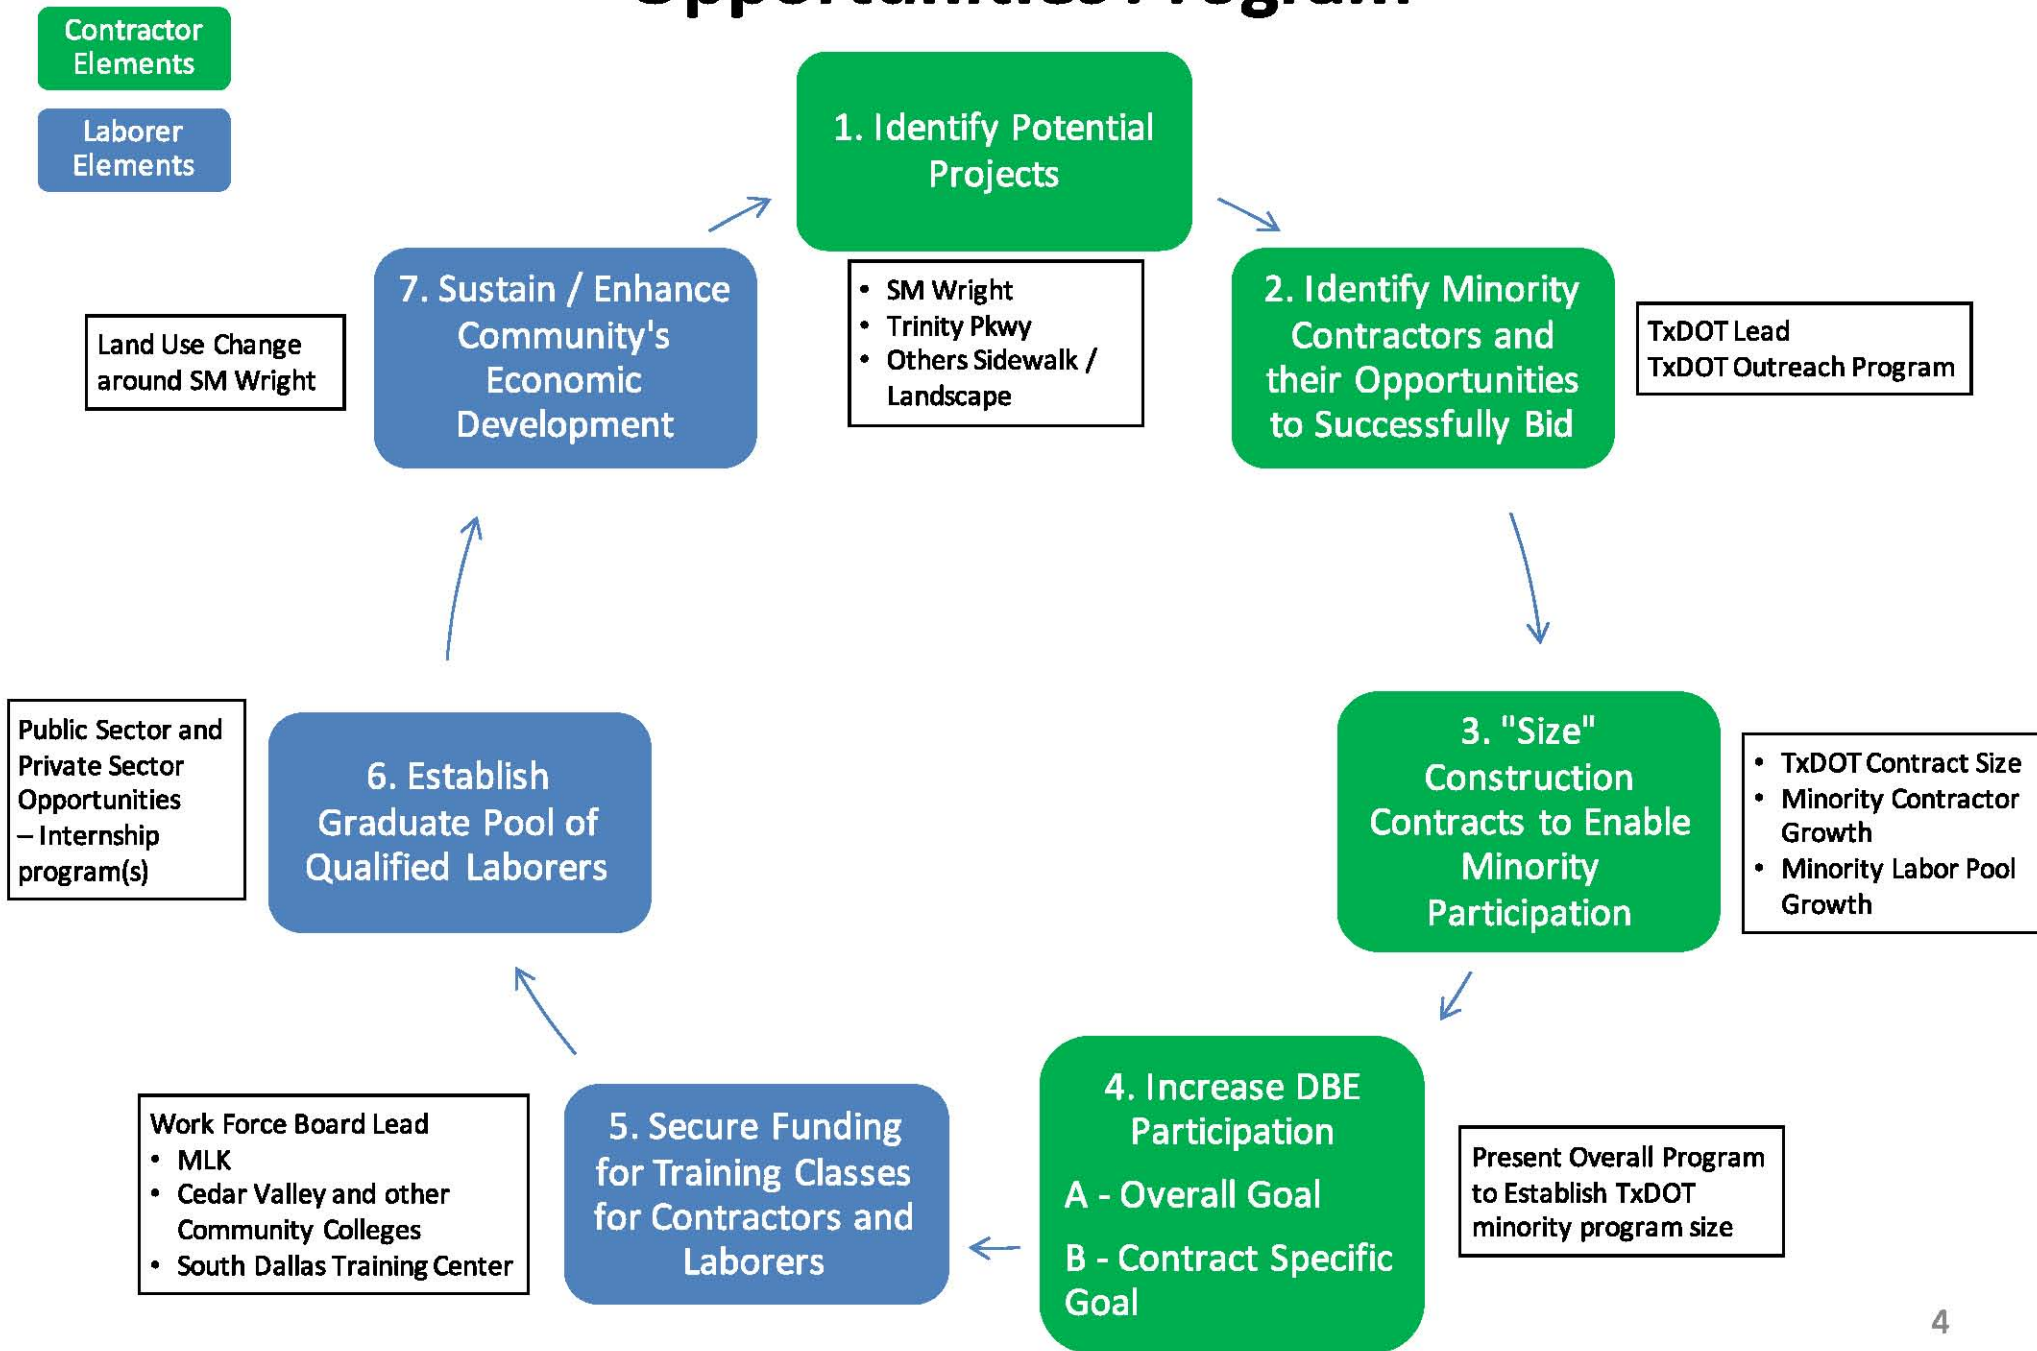 Opportunities Program
Contractor
Elements
Laborer
Elements
1. Identify Potential
Projects
• SM Wright
• Trinity Pkwy
• Others Sidewalk /
Landscape
2. Identify Minority
Contractors and
their Opportunities
to Successfully Bid
TxDOT Lead
TxDOT Outreach Program
3. "Size"
Construction
Contracts to Enable
Minority
Participation
• TxDOT Contract Size
• Minority Contractor
Growth
• Minority Labor Pool
Growth
4. Increase DBE
Participation
A - Overall Goal
B - Contract Specific
Goal
Present Overall Program
to Establish TxDOT
minority program size
5. Secure Funding
for Training Classes
for Contractors and
Laborers
Work Force Board Lead
• MLK
• Cedar Valley and other
Community Colleges
• South Dallas Training Center
6. Establish
Graduate Pool of
Qualified Laborers
Public Sector and
Private Sector
Opportunities
– Internship
program(s)
7. Sustain / Enhance
Community's
Economic
Development
Land Use Change
around SM Wright
4